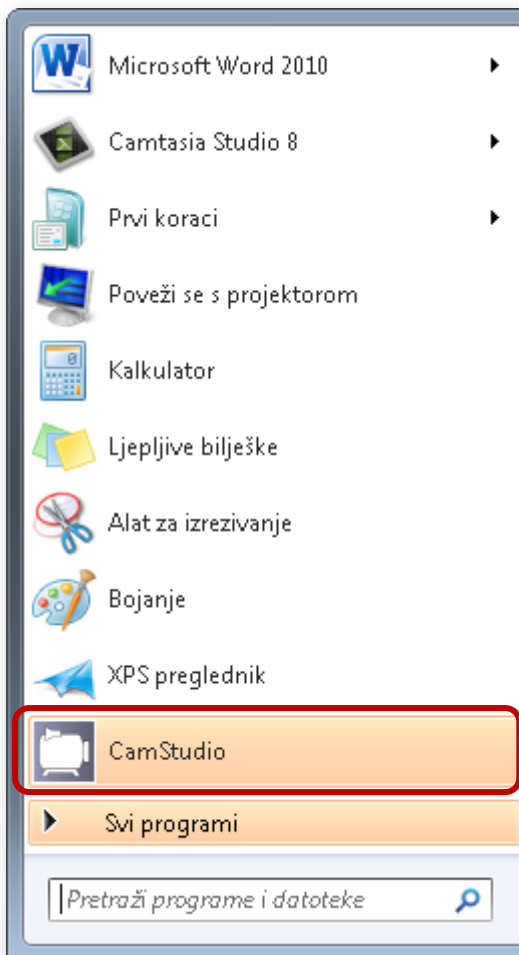 Microsoft Word 2010
Camtasia Studio 8
Prvi koraci
Poveži se s projektorom
Kalkulator
Ljepljive bilješke
Alat za izrezivanje
Bojanje
XPS preglednik
CamStudio
Svi programi
Pretraži programe i datoteke